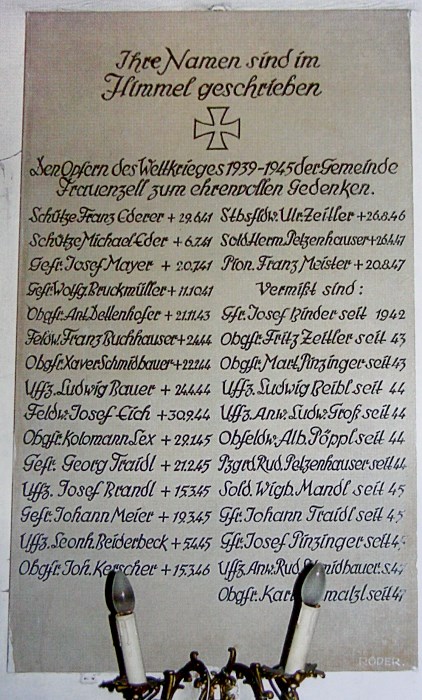 Ihre Namen sind im
Himmel geschrieben
Den Opfern des Weltkrieges 1939-1945 der Gemeinde
Frauenzell zum ehrenvollen Gedenken.
Schütze Franz Ederer + 29.6.41
Schütze Michael Eder + 6.7.41
Gefr. Josef Mayer + 20.7.41
Gefr. Wolfg. Bruckmüller + 11.10.41
Obgfr. Ant. Dellenhofer + 21.11.43
Feldw. Franz Buchhauser + 2.4.44
Obgfr. Xaver Schmidbauer + 22.2.44
Uffz. Ludwig Bauer + 24.4.44
Feldw. Josef Eich + 30.9.44
Obgfr. Kolomann Lex + 29.1.45
Gefr. Georg Traidl + 21.2.45
Uffz. Josef Brandl + 15.3.45
Gefr. Johann Meier + 19.3.45
Uffz. Leonh. Beiderbeck + 5.4.45
Obgfr. Joh. Kerscher + 15.3.46
Stbsfldw. Ulr. Zeitler + 26.8.46
Sold. Herm. Petzenhauser + 26.4.47
Pion. Franz Meister + 20.8.47
Vermißt sind:
Gfr. Josef Binder seit 1942
Obgfr. Fritz Zeitler seit 43
Obgfr. Mart. Pinzinger seit 43
Uffz. Ludwig Beibl seit 44
Uffz. Anw. Ludw. Groß seit 44
Obfeldw. Alb. Pöppl seit 44
Pzgrd. Rud. Petzenhauser seit 44
Sold. Wigb. Mandl seit 45
Gfr. Johann Traidl seit 45
Gfr. Josef Pinzinger seit
Uffz. Anw. Rud.
Obgfr. seit
RÖDER.